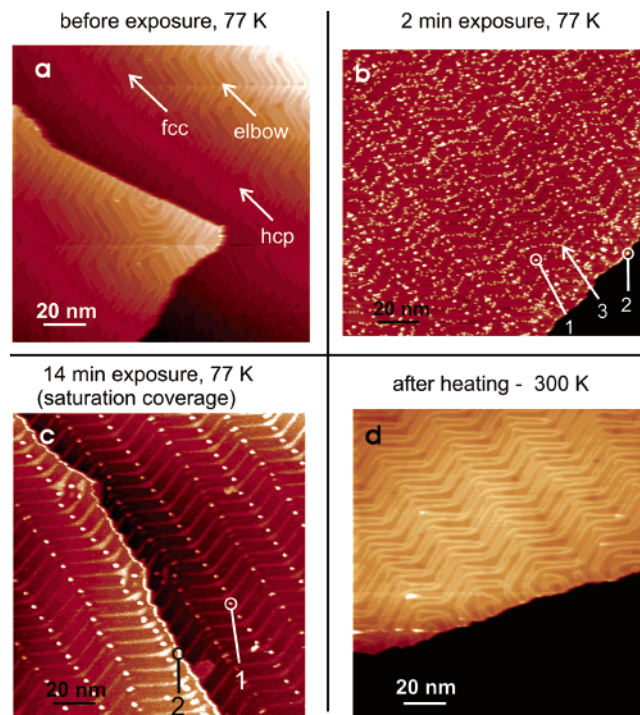 before exposure, 77 K
a
fcc
elbow
hcp
20 nm
2 min exposure, 77 K
b
20 nm
1
3
2
14 min exposure, 77 K
(saturation coverage)
c
1
20 nm
2
after heating - 300 K
d
20 nm